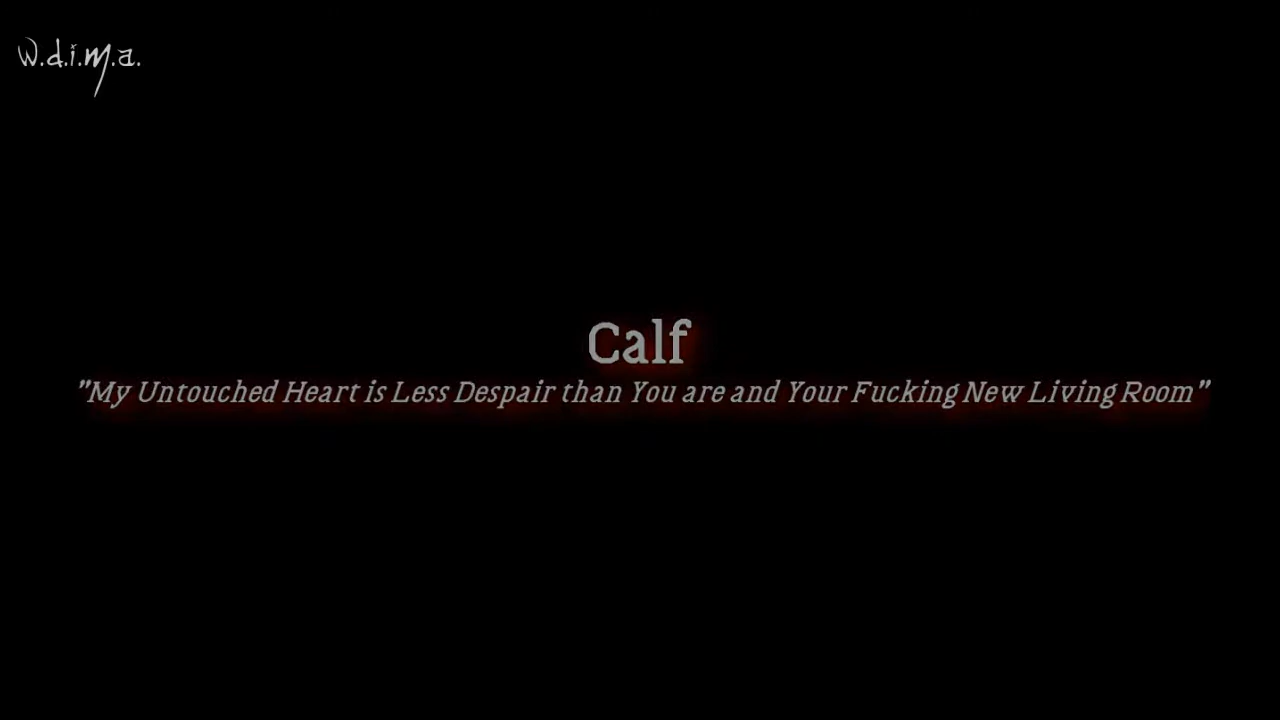 W.d.i.m.a.
Calf
"My Untouched Heart is Less Despair than You are and Your Fucking New Living Room"